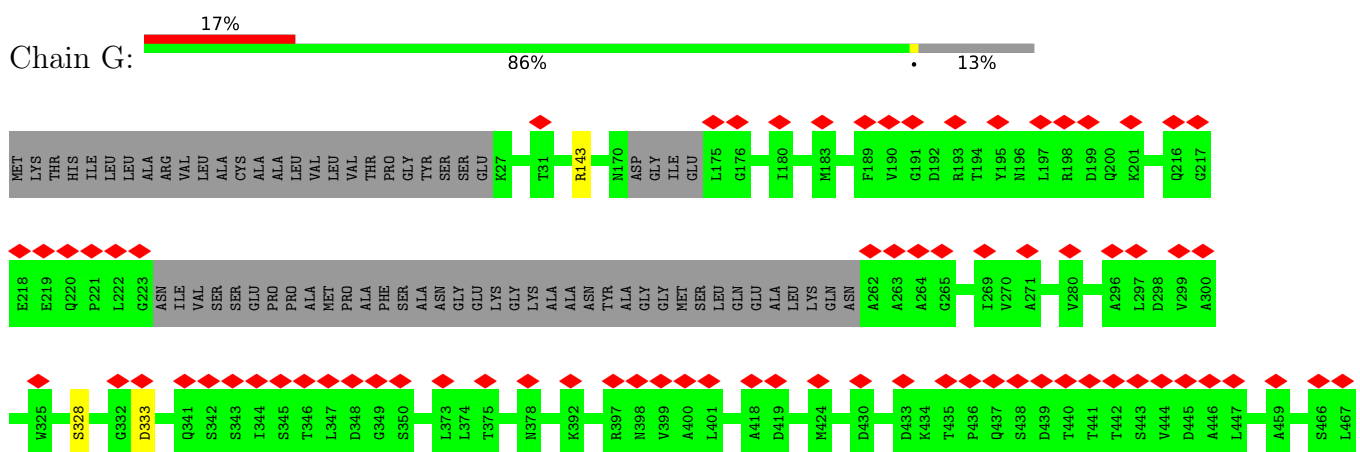 17%
Chain G:
86%
•
13%
MET LYS THR HIS ILE LEU LEU ALA ARG VAL LEU ALA CYS ALA ALA LEU VAL LEU VAL THR PRO GLY TYR SER SER GLU K27 T31 R143 N170 ASP GLY ILE GLU L175 G176 I180 M183 F189 V190 G191 D192 R193 T194 Y195 N196 L197 R198 D199 Q200 K201 Q216 G217
E218 E219 Q220 P221 L222 G223 ASN ILE VAL SER SER GLU PRO PRO ALA MET PRO ALA PHE SER ALA ASN GLY GLU LYS GLY LYS ALA ALA ASN TYR ALA GLY GLY MET SER LEU GLN GLU ALA LEU LYS GLN ASN A262 A263 A264 G265 I269 V270 A271 V280 A296 L297 D298 V299 A300
W325 S328 G332 D333 Q341 S342 S343 I344 S345 T346 L347 D348 G349 S350 L373 L374 T375 N378 K392 R397 N398 V399 A400 L401 A418 D419 M424 D430 D433 K434 T435 P436 Q437 S438 D439 T440 T441 T442 S443 V444 D445 A446 L447 A459 S466 L467